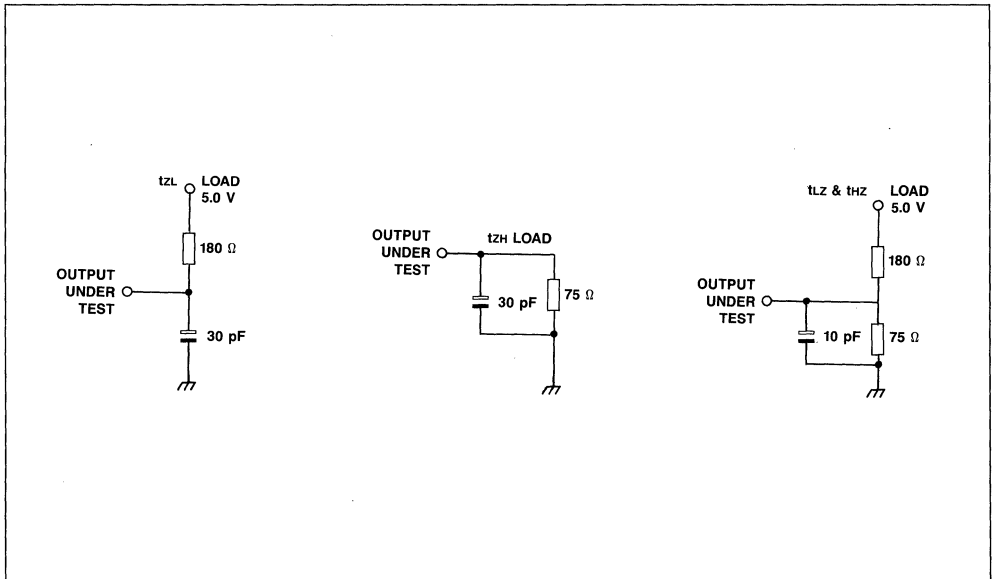 tZL LOAD
5.0 V
180 Ω
OUTPUT
UNDER
TEST
30 pF
OUTPUT
UNDER
TEST
tZH LOAD
30 pF
75 Ω
tLZ & tHZ LOAD
5.0 V
180 Ω
OUTPUT
UNDER
TEST
10 pF
75 Ω